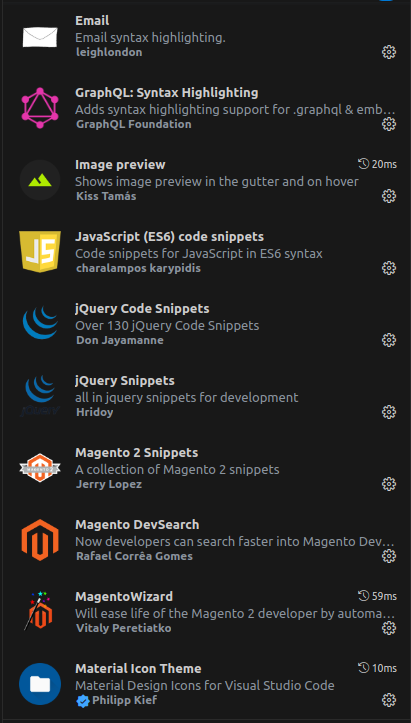 Email
Email syntax highlighting.
leighlondon
GraphQL: Syntax Highlighting
Adds syntax highlighting support for .graphql & emb...
GraphQL Foundation
Image preview 20ms
Shows image preview in the gutter and on hover
Kiss Tamás
JavaScript (ES6) code snippets
Code snippets for JavaScript in ES6 syntax
charalampos karypidis
JS
jQuery Code Snippets
Over 130 jQuery Code Snippets
Don Jayamanne
jQuery Snippets
all in jquery snippets for development
Hridoy
Magento 2 Snippets
A collection of Magento 2 snippets
Jerry Lopez
Magento DevSearch
Now developers can search faster into Magento Dev...
Rafael Corrêa Gomes
MagentoWizard 59ms
Will ease life of the Magento 2 developer by automa...
Vitaly Peretiatko
Material Icon Theme 10ms
Material Design Icons for Visual Studio Code
Philipp Kief